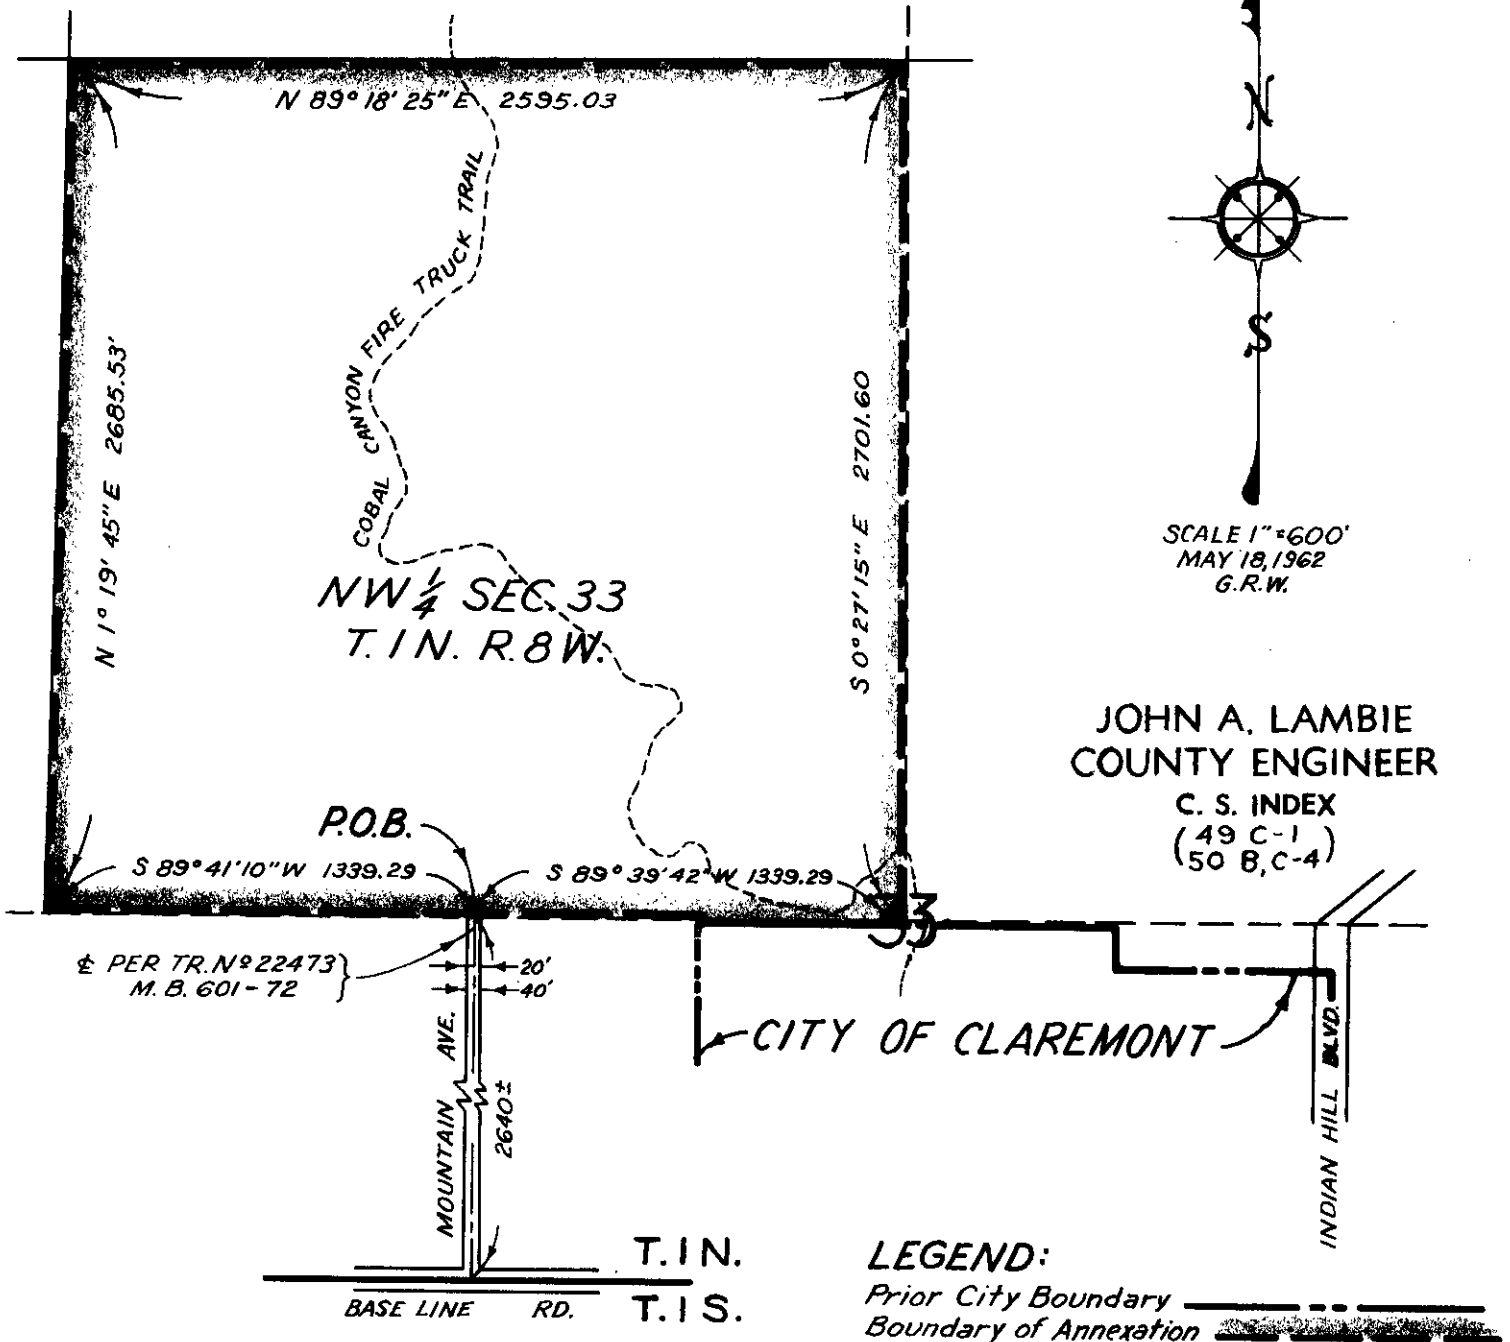 N 89° 18' 25" E 2595.03
N
S
SCALE 1"=600'
MAY 18, 1962
G.R.W.
COBAL CANYON FIRE TRUCK TRAIL
N 1° 19' 45" E 2685.53'
S 0° 27' 15" E 2701.60
NW 1/4 SEC. 33
T. 1 N. R. 8 W.
JOHN A. LAMBIE
COUNTY ENGINEER
C. S. INDEX
(49 C-1
50 B, C-4)
P.O.B.
S 89° 41' 10" W 1339.29
S 89° 39' 42" W 1339.29
33
℄ PER TR. Nº 22473
M. B. 601-72
20'
40'
CITY OF CLAREMONT
MOUNTAIN AVE.
2640±
INDIAN HILL BLVD.
T. 1 N.
BASE LINE RD.
T. 1 S.
LEGEND:
Prior City Boundary
Boundary of Annexation